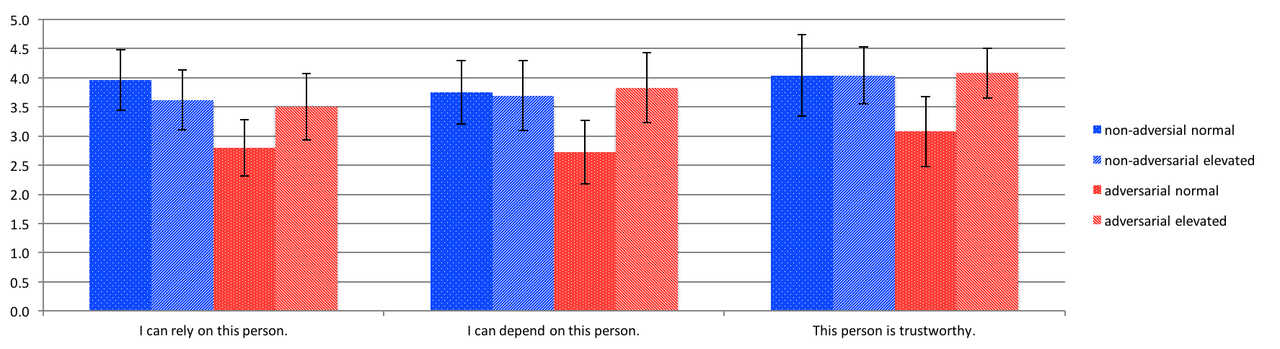 5.0
4.5
4.0
3.5
3.0
2.5
2.0
1.5
1.0
0.5
0.0
I can rely on this person.
I can depend on this person.
This person is trustworthy.
non-adversial normal
non-adversarial elevated
adversarial normal
adversarial elevated